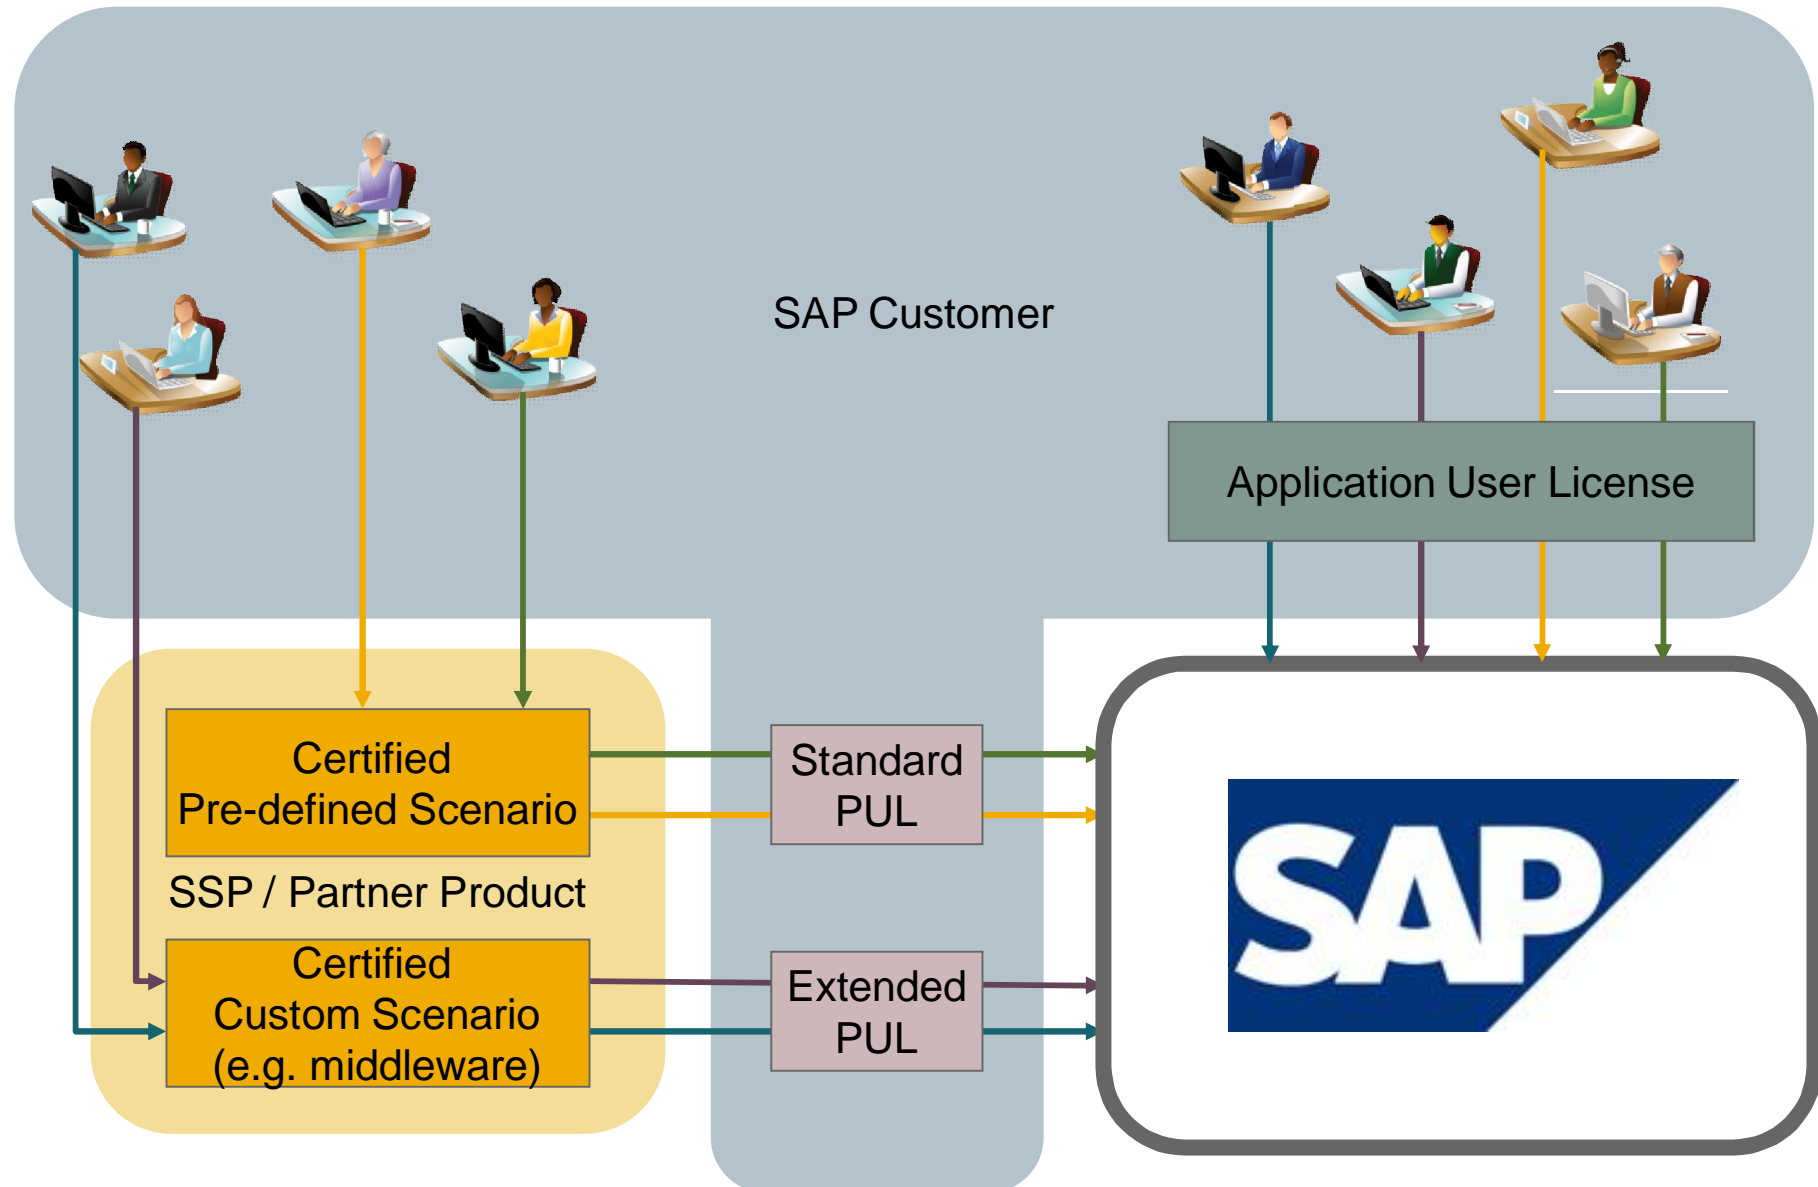 SAP Customer
Application User License
Certified
Pre-defined Scenario
Standard
PUL
SSP / Partner Product
Certified
Custom Scenario
(e.g. middleware)
Extended
PUL
SAP